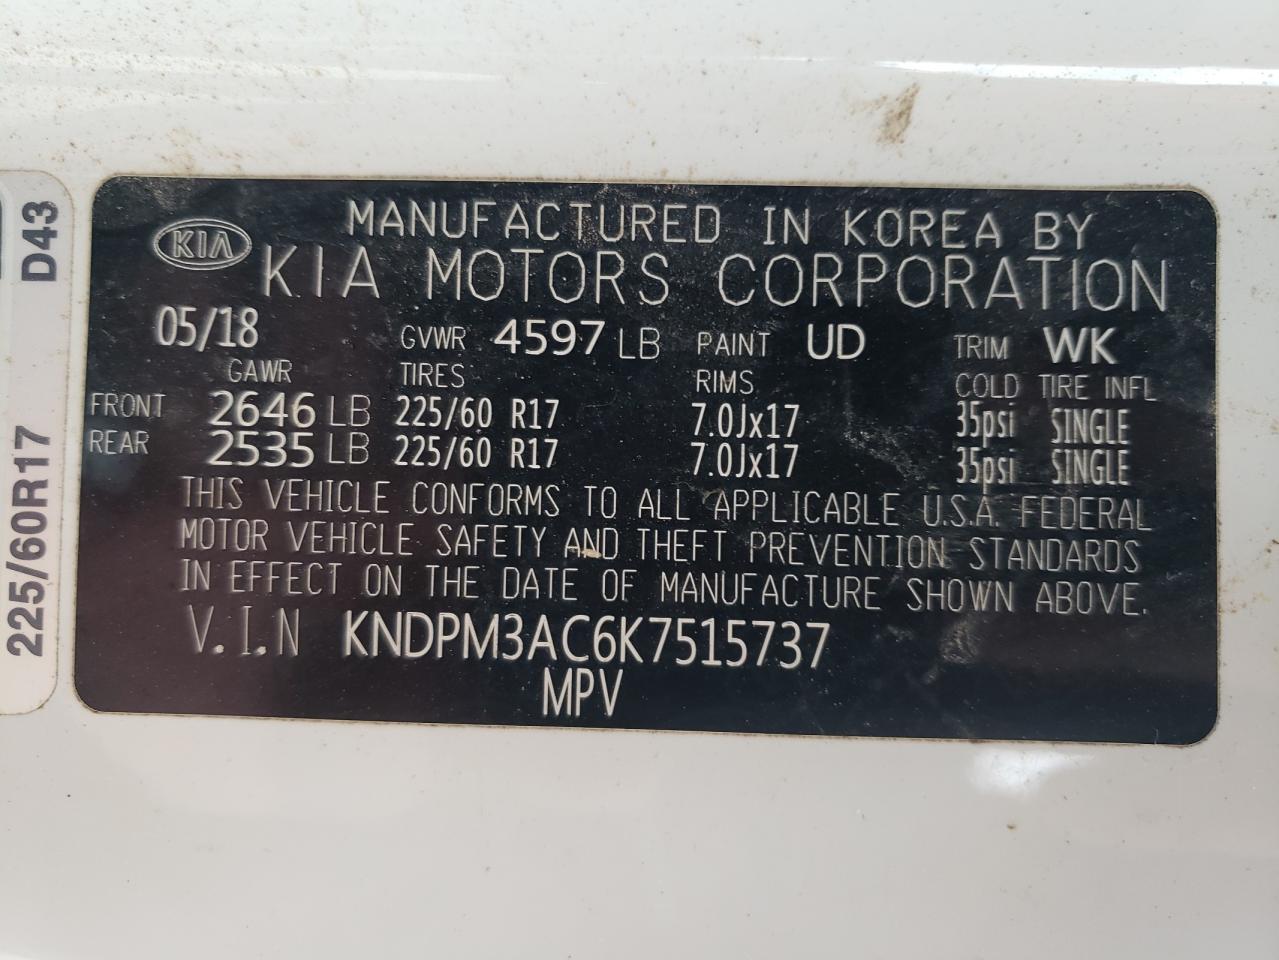 KIA
MANUFACTURED IN KOREA BY
KIA MOTORS CORPORATION
05/18 GVWR 4597 LB PAINT UD TRIM WK
GAWR TIRES RIMS COLD TIRE INFL
FRONT 2646 LB 225/60 R17 7.0Jx17 35psi SINGLE
REAR 2535 LB 225/60 R17 7.0Jx17 35psi SINGLE
THIS VEHICLE CONFORMS TO ALL APPLICABLE U.S.A. FEDERAL
MOTOR VEHICLE SAFETY AND THEFT PREVENTION STANDARDS
IN EFFECT ON THE DATE OF MANUFACTURE SHOWN ABOVE.
V.I.N KNDPM3AC6K7515737
MPV
225/60R17 D43